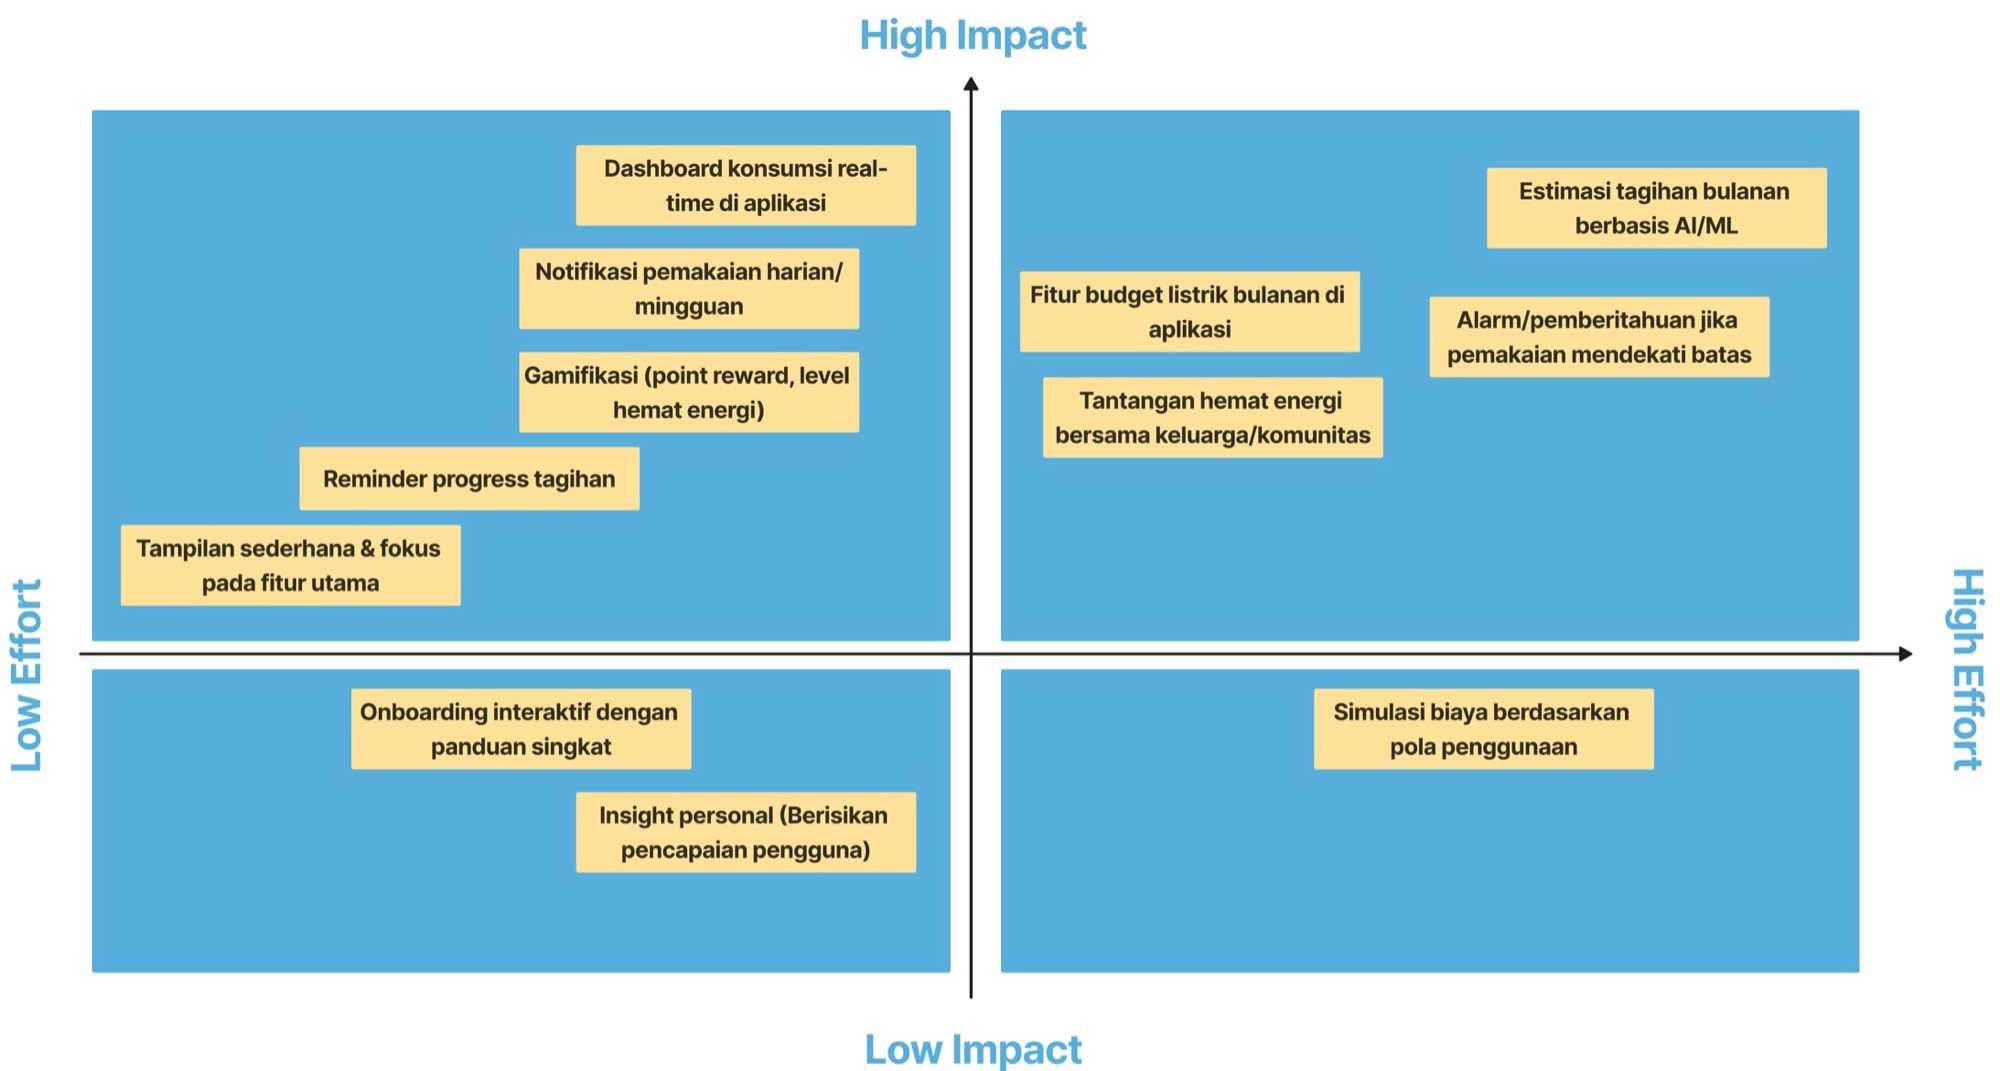 High Impact
Dashboard konsumsi real-
time di aplikasi
Notifikasi pemakaian harian/
mingguan
Gamifikasi (point reward, level
hemat energi)
Reminder progress tagihan
Tampilan sederhana & fokus
pada fitur utama
Estimasi tagihan bulanan
berbasis AI/ML
Fitur budget listrik bulanan di
aplikasi
Alarm/pemberitahuan jika
pemakaian mendekati batas
Tantangan hemat energi
bersama keluarga/komunitas
Low Effort
High Effort
Onboarding interaktif dengan
panduan singkat
Insight personal (Berisikan
pencapaian pengguna)
Simulasi biaya berdasarkan
pola penggunaan
Low Impact